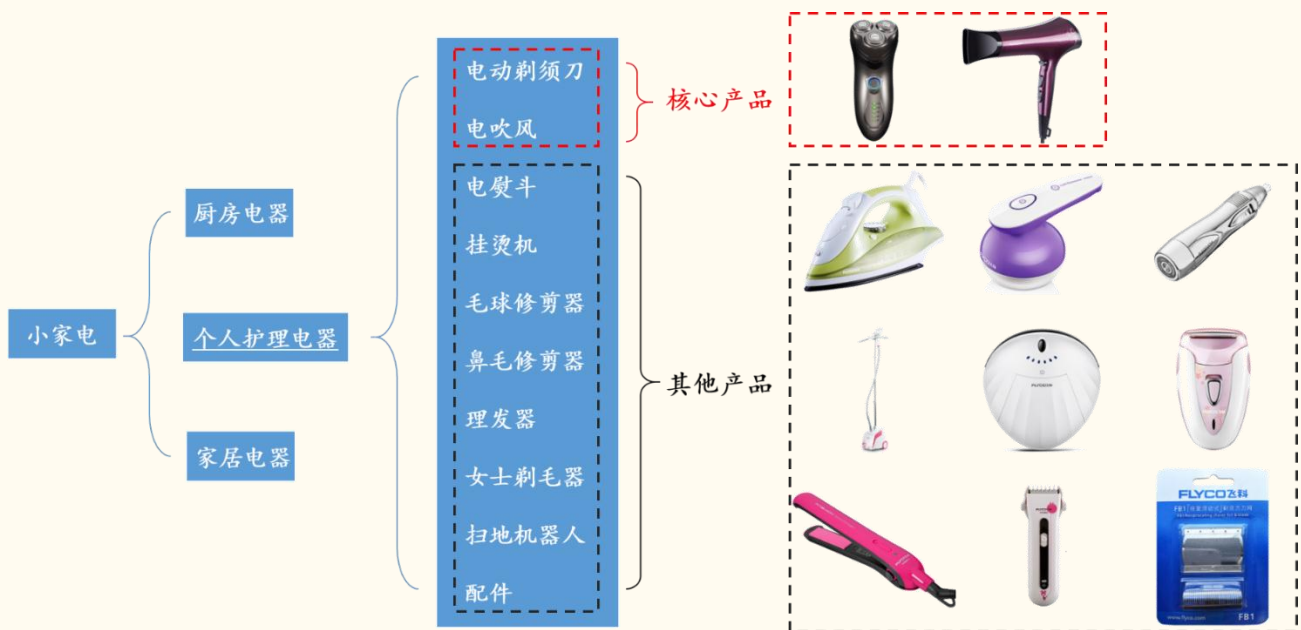 小家电
厨房电器
个人护理电器
家居电器
电动剃须刀
电吹风
电熨斗
挂烫机
毛球修剪器
鼻毛修剪器
理发器
女士剃毛器
扫地机器人
配件
核心产品
其他产品
FLYCO飞科
www.flyco.com
FB1